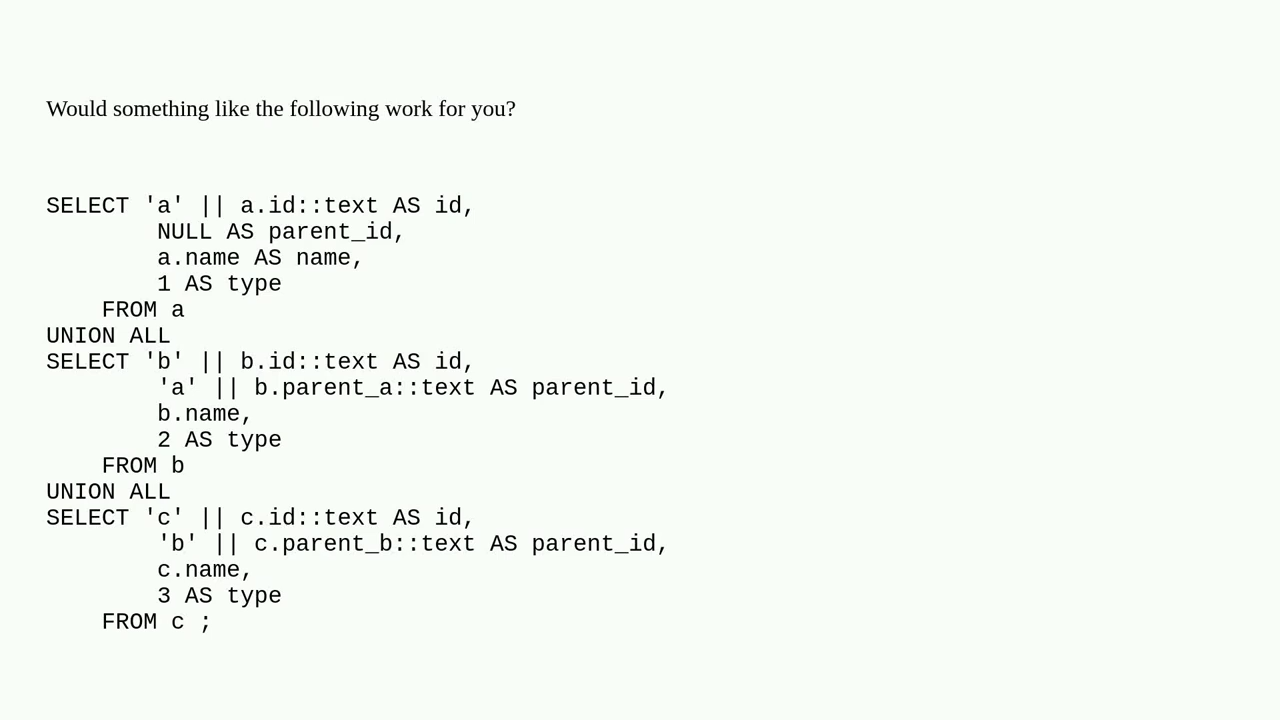 Would something like the following work for you?
SELECT 'a' || a.id::text AS id,
        NULL AS parent_id,
        a.name AS name,
        1 AS type
    FROM a
UNION ALL
SELECT 'b' || b.id::text AS id,
        'a' || b.parent_a::text AS parent_id,
        b.name,
        2 AS type
    FROM b
UNION ALL
SELECT 'c' || c.id::text AS id,
        'b' || c.parent_b::text AS parent_id,
        c.name,
        3 AS type
    FROM c ;